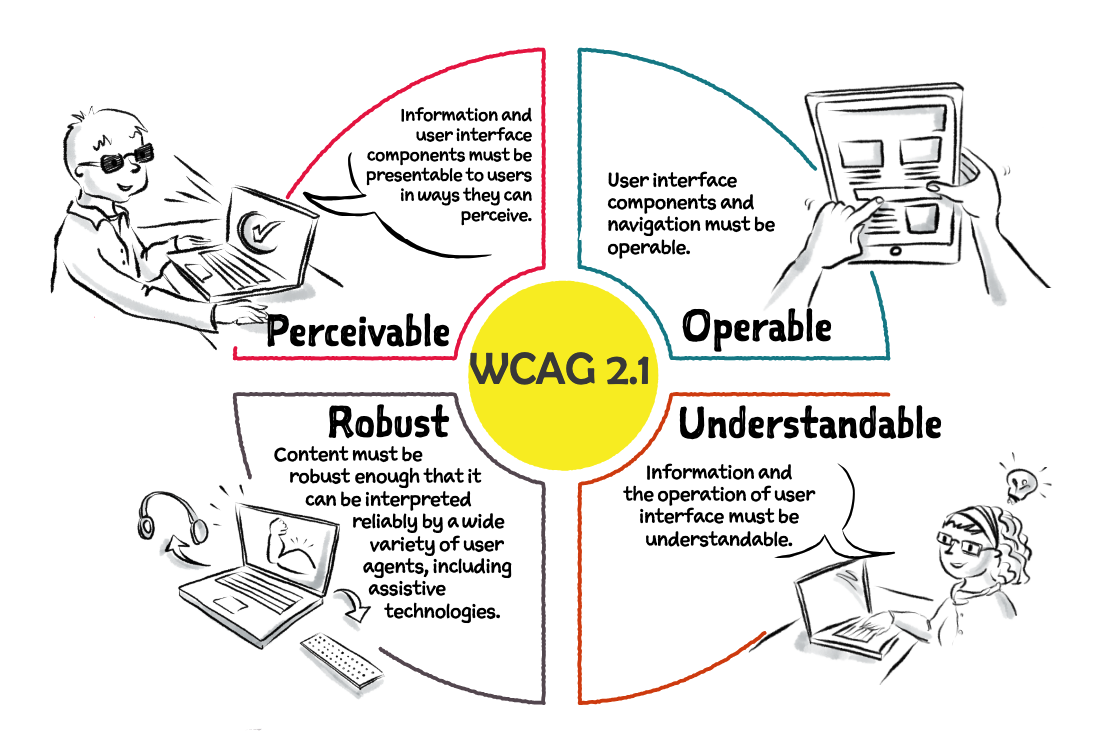 Information and
user interface
components must be
presentable to users
in ways they can
perceive.
Perceivable
User interface
components and
navigation must be
operable.
Operable
WCAG 2.1
Robust
Content must be
robust enough that it
can be interpreted
reliably by a wide
variety of user
agents, including
assistive
technologies.
Understandable
Information and
the operation of user
interface must be
understandable.